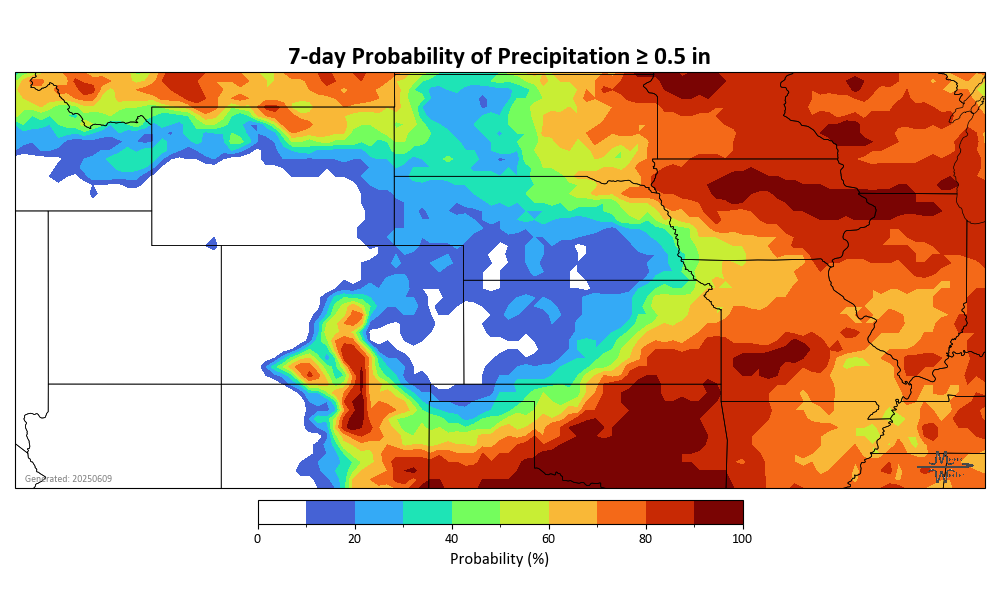 7-day Probability of Precipitation ≥ 0.5 in
Generated: 20250609
0 20 40 60 80 100
Probability (%)